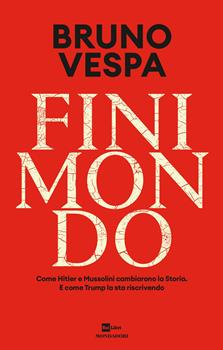 BRUNO
VESPA
FINI
MON
DO
Come Hitler e Mussolini cambiarono la Storia.
E come Trump la sta riscrivendo
Rai Libri
MONDADORI